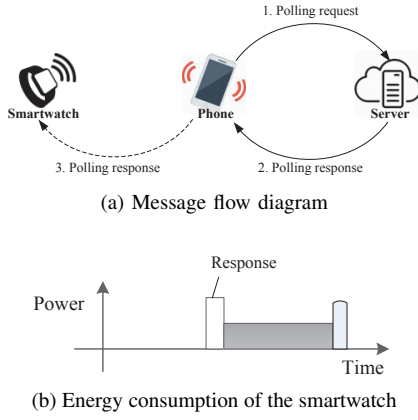 1. Polling request
Smartwatch
Phone
Server
3. Polling response
2. Polling response
(a) Message flow diagram
Response
Power
Time
(b) Energy consumption of the smartwatch